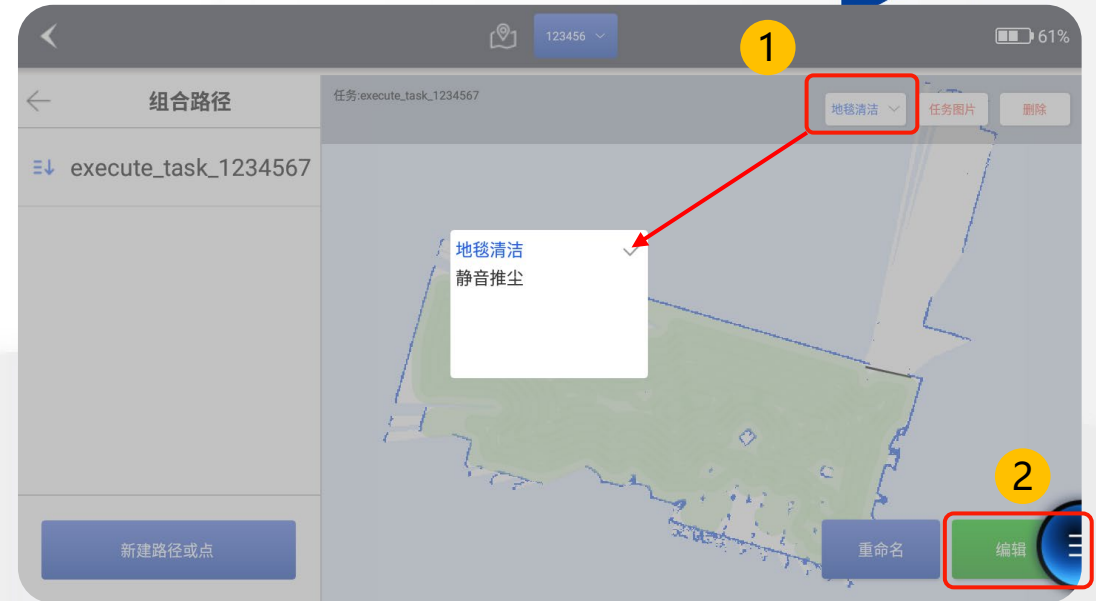 123456
1
61%
组合路径
任务:execute_task_1234567
地毯清洁
任务图片
删除
execute_task_1234567
地毯清洁
静音推尘
2
新建路径或点
重命名
编辑